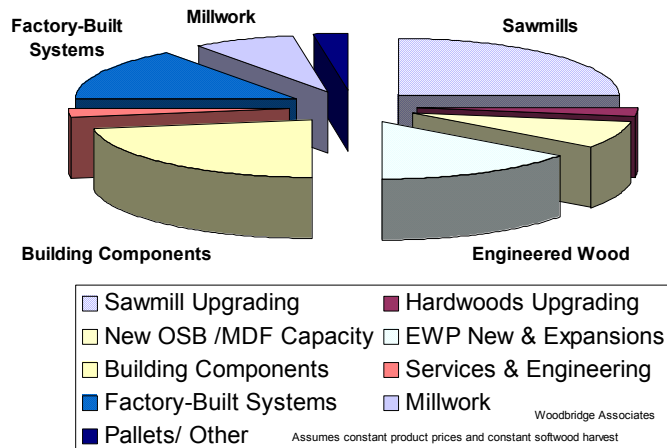 Millwork
Factory-Built
Systems
Sawmills
Building Components
Engineered Wood
Sawmill Upgrading
Hardwoods Upgrading
New OSB /MDF Capacity
EWP New & Expansions
Building Components
Services & Engineering
Factory-Built Systems
Millwork
Pallets/ Other
Woodbridge Associates
Assumes constant product prices and constant softwood harvest